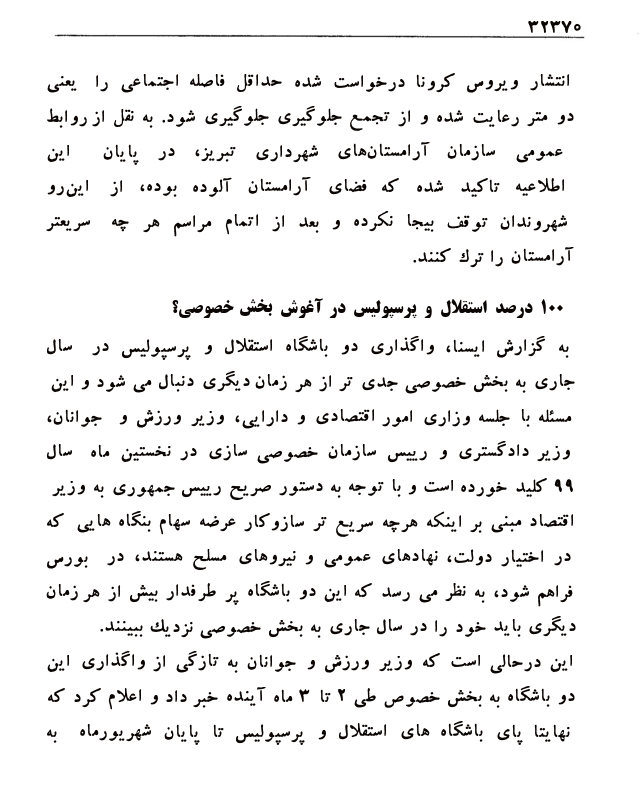 ۳۲۳۷۰
انتشار ویروس کرونا درخواست شده حداقل فاصله اجتماعی را یعنی
دو متر رعایت شده و از تجمع جلوگیری جلوگیری شود. به نقل از روابط
عمومی سازمان آرامستان‌های شهرداری تبریز، در پایان این
اطلاعیه تاکید شده که فضای آرامستان آلوده بوده، از این‌رو
شهروندان توقف بیجا نکرده و بعد از اتمام مراسم هر چه سریعتر
آرامستان را ترك کنند.
۱۰۰ درصد استقلال و پرسپولیس در آغوش بخش خصوصی؟
به گزارش ایسنا، واگذاری دو باشگاه استقلال و پرسپولیس در سال
جاری به بخش خصوصی جدی تر از هر زمان دیگری دنبال می شود و این
مسئله با جلسه وزاری امور اقتصادی و دارایی، وزیر ورزش و جوانان،
وزیر دادگستری و رییس سازمان خصوصی سازی در نخستین ماه سال
۹۹ کلید خورده است و با توجه به دستور صریح رییس جمهوری به وزیر
اقتصاد مبنی بر اینکه هرچه سریع تر سازوکار عرضه سهام بنگاه هایی که
در اختیار دولت، نهادهای عمومی و نیروهای مسلح هستند، در بورس
فراهم شود، به نظر می رسد که این دو باشگاه پر طرفدار بیش از هر زمان
دیگری باید خود را در سال جاری به بخش خصوصی نزدیك ببینند.
این درحالی است که وزیر ورزش و جوانان به تازگی از واگذاری این
دو باشگاه به بخش خصوص طی ۲ تا ۳ ماه آینده خبر داد و اعلام کرد که
نهایتا پای باشگاه های استقلال و پرسپولیس تا پایان شهریورماه به